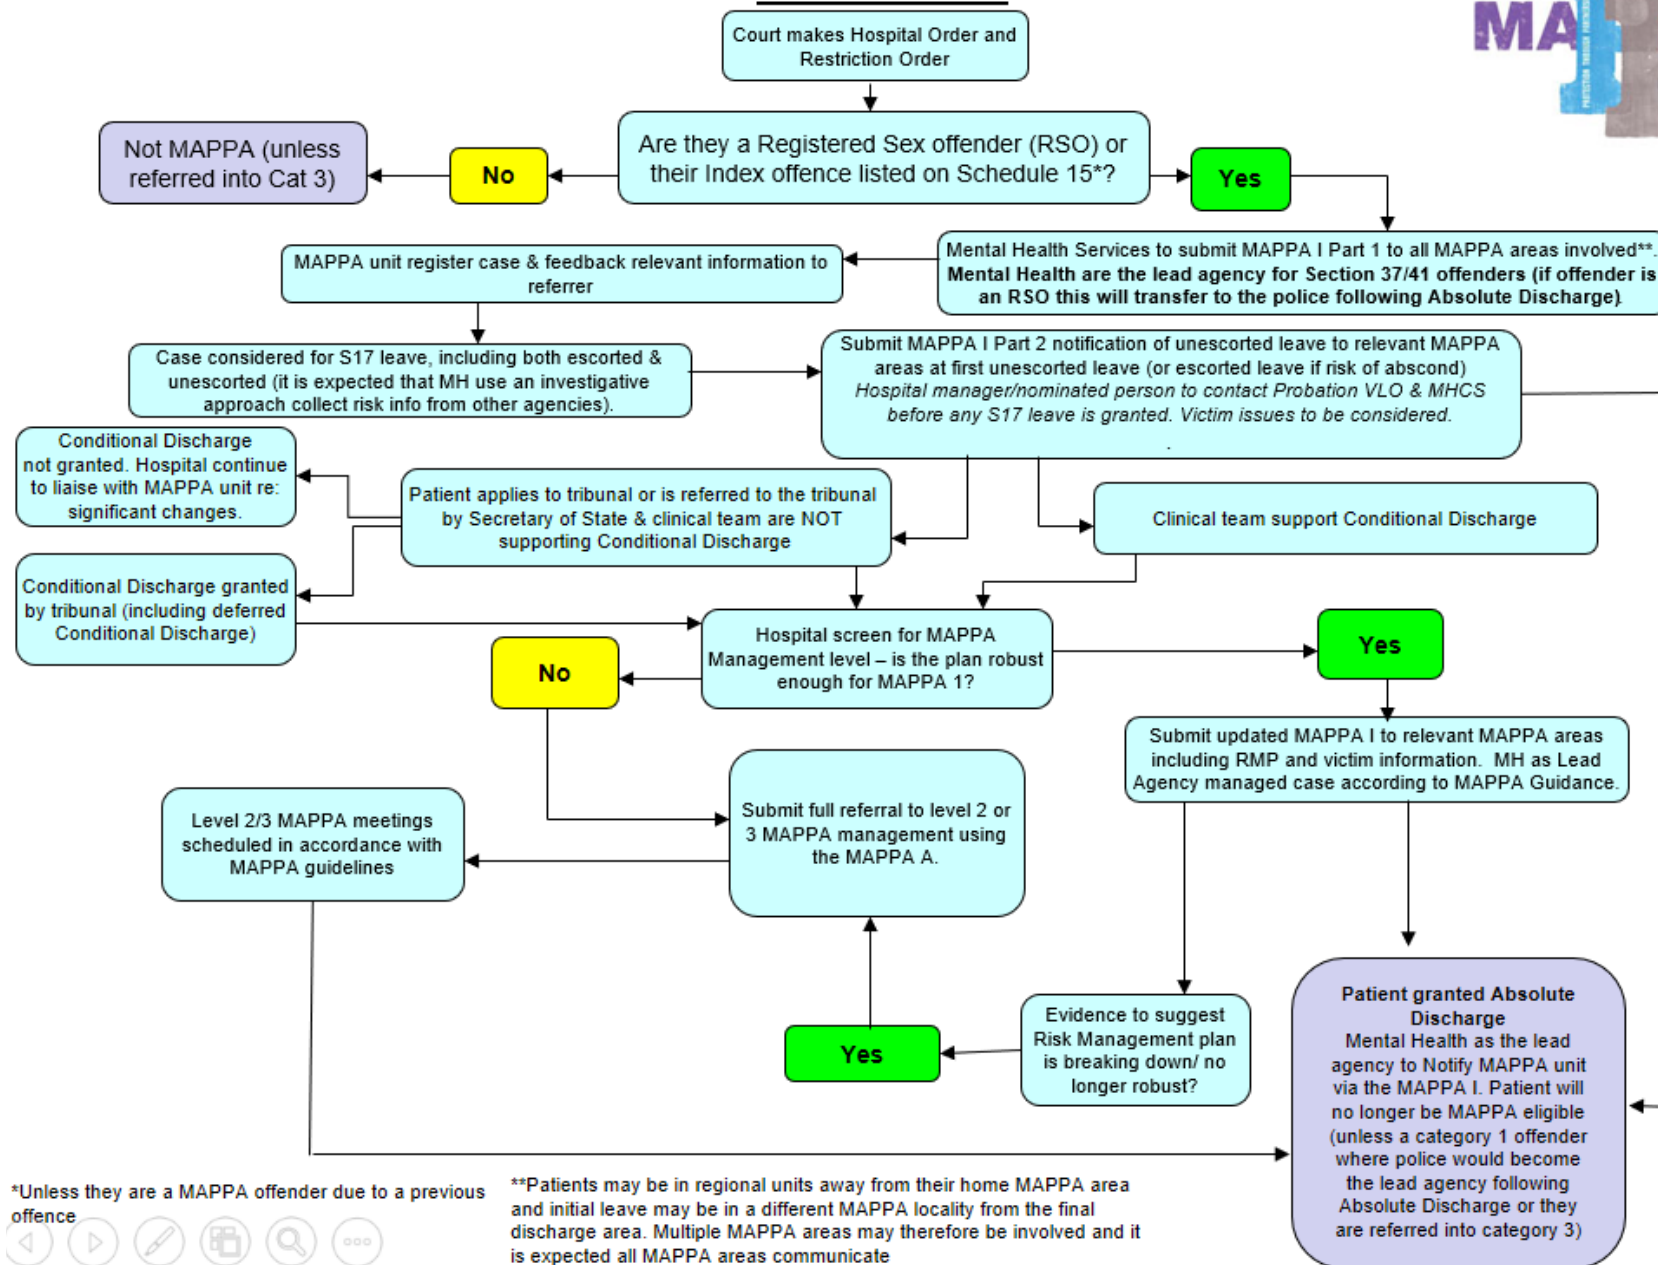 MA
PROTECTION THROUGH PARTNERSHIP
Court makes Hospital Order and
Restriction Order
Not MAPPA (unless
referred into Cat 3)
No
Are they a Registered Sex offender (RSO) or
their Index offence listed on Schedule 15*?
Yes
MAPPA unit register case & feedback relevant information to
referrer
Mental Health Services to submit MAPPA I Part 1 to all MAPPA areas involved**.
Mental Health are the lead agency for Section 37/41 offenders (if offender is
an RSO this will transfer to the police following Absolute Discharge)
Case considered for S17 leave, including both escorted &
unescorted (it is expected that MH use an investigative
approach collect risk info from other agencies).
Submit MAPPA I Part 2 notification of unescorted leave to relevant MAPPA
areas at first unescorted leave (or escorted leave if risk of abscond)
Hospital manager/nominated person to contact Probation VLO & MHCS
before any S17 leave is granted. Victim issues to be considered.
.
Conditional Discharge
not granted. Hospital continue
to liaise with MAPPA unit re:
significant changes.
Patient applies to tribunal or is referred to the tribunal
by Secretary of State & clinical team are NOT
supporting Conditional Discharge
Clinical team support Conditional Discharge
Conditional Discharge granted
by tribunal (including deferred
Conditional Discharge)
No
Hospital screen for MAPPA
Management level – is the plan robust
enough for MAPPA 1?
Yes
Submit updated MAPPA I to relevant MAPPA areas
including RMP and victim information. MH as Lead
Agency managed case according to MAPPA Guidance.
Level 2/3 MAPPA meetings
scheduled in accordance with
MAPPA guidelines
Submit full referral to level 2 or
3 MAPPA management using
the MAPPA A.
Yes
Evidence to suggest
Risk Management plan
is breaking down/ no
longer robust?
Patient granted Absolute
Discharge
Mental Health as the lead
agency to Notify MAPPA unit
via the MAPPA I. Patient will
no longer be MAPPA eligible
(unless a category 1 offender
where police would become
the lead agency following
Absolute Discharge or they
are referred into category 3)
*Unless they are a MAPPA offender due to a previous
offence
**Patients may be in regional units away from their home MAPPA area
and initial leave may be in a different MAPPA locality from the final
discharge area. Multiple MAPPA areas may therefore be involved and it
is expected all MAPPA areas communicate